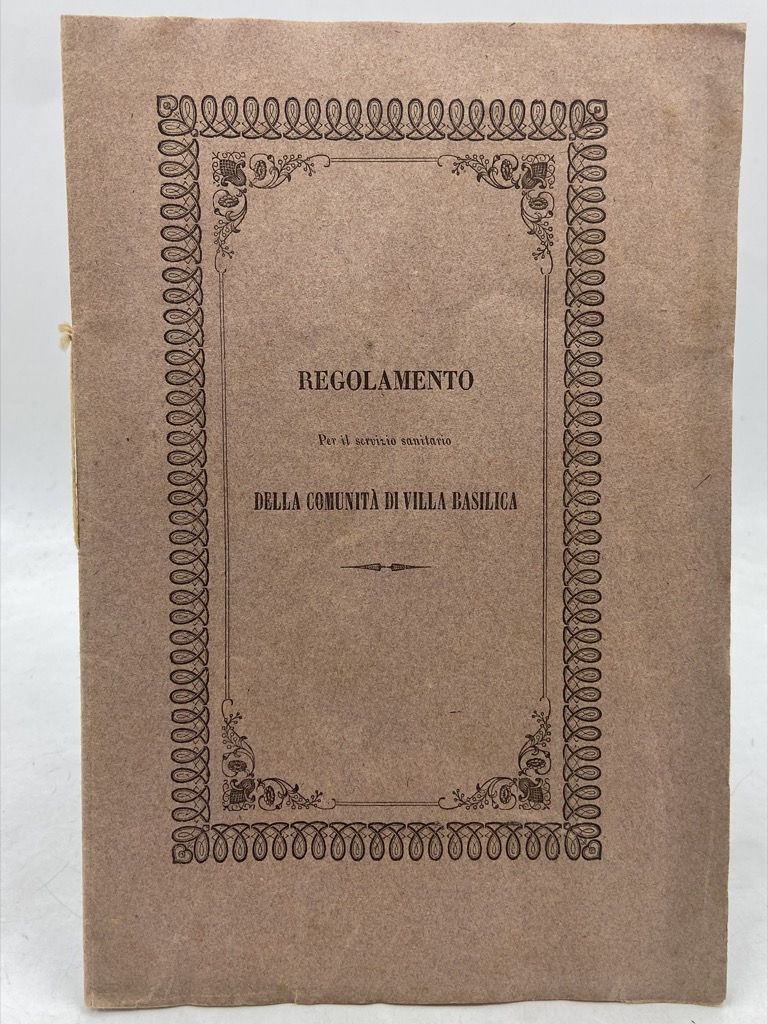 REGOLAMENTO
Per il servizio sanitario
DELLA COMUNITÀ DI VILLA BASILICA